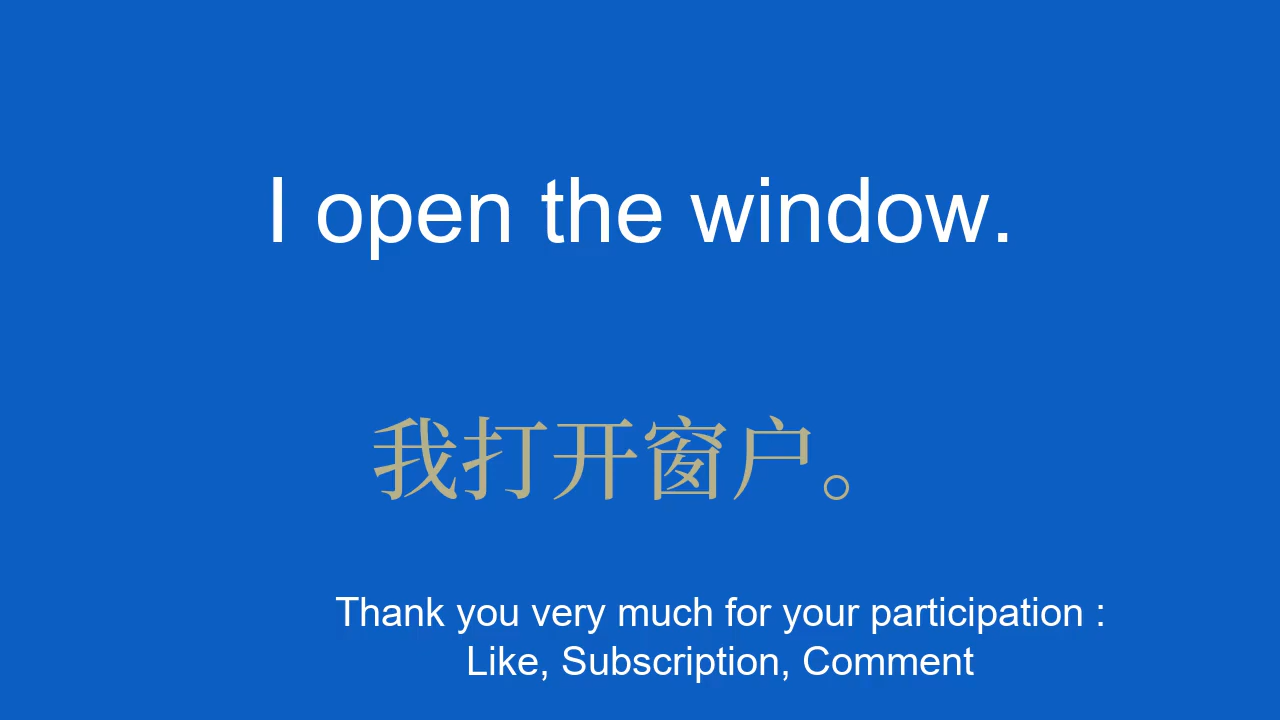 I open the window.
我打开窗户。
Thank you very much for your participation :
Like, Subscription, Comment